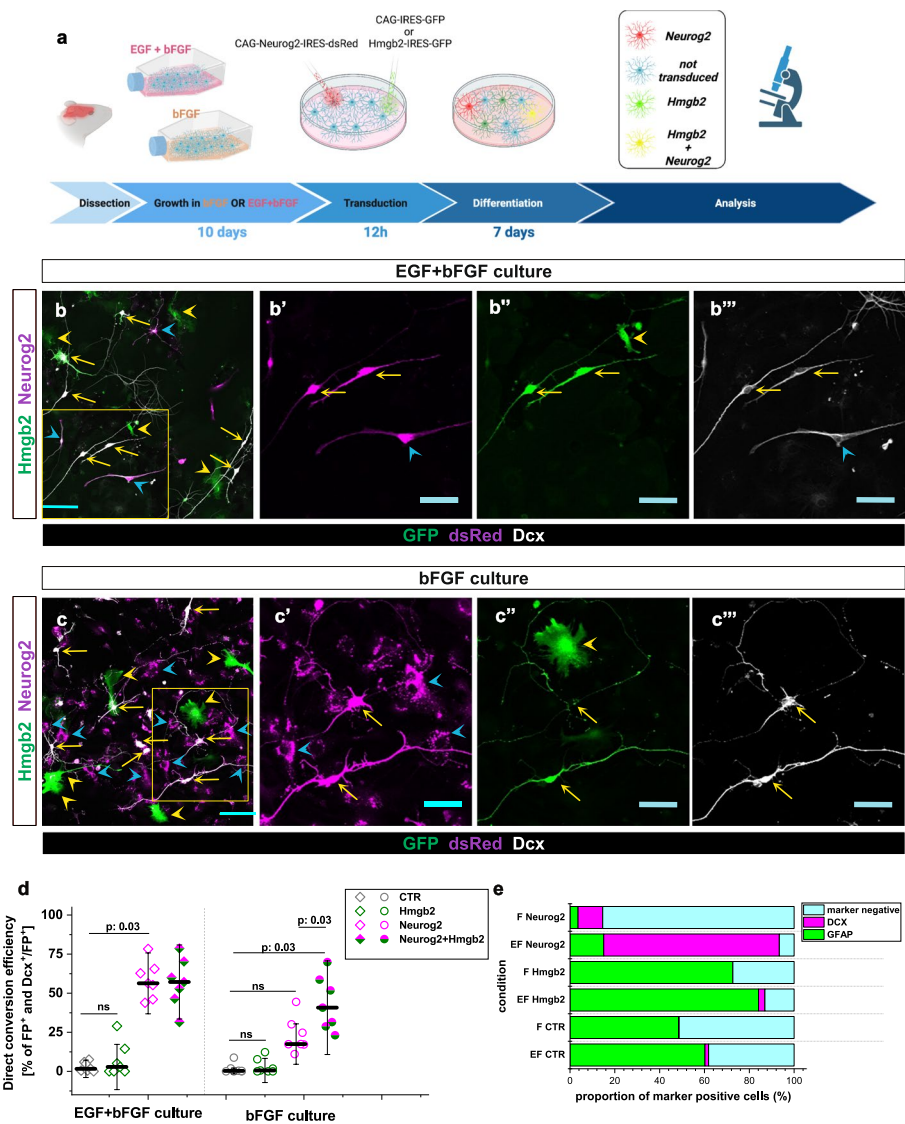 a
EGF + bFGF
bFGF
CAG-Neurog2-IRES-dsRed
CAG-IRES-GFP
or
Hmgb2-IRES-GFP
Neurog2
not
transduced
Hmgb2
Hmgb2
+
Neurog2
Dissection
Growth in bFGF OR EGF+bFGF
Transduction
Differentiation
Analysis
10 days
12h
7 days
EGF+bFGF culture
Hmgb2 Neurog2
b
b'
b''
b'''
GFP dsRed Dcx
bFGF culture
Hmgb2 Neurog2
c
c'
c''
c'''
GFP dsRed Dcx
d
Direct conversion efficiency
[% of FP+ and Dcx+/FP+]
100
75
50
25
0
p: 0.03
ns
p: 0.03
p: 0.03
ns
ns
CTR
Hmgb2
Neurog2
Neurog2+Hmgb2
EGF+bFGF culture
bFGF culture
e
condition
F Neurog2
EF Neurog2
F Hmgb2
EF Hmgb2
F CTR
EF CTR
marker negative
DCX
GFAP
0 20 40 60 80 100
proportion of marker positive cells (%)